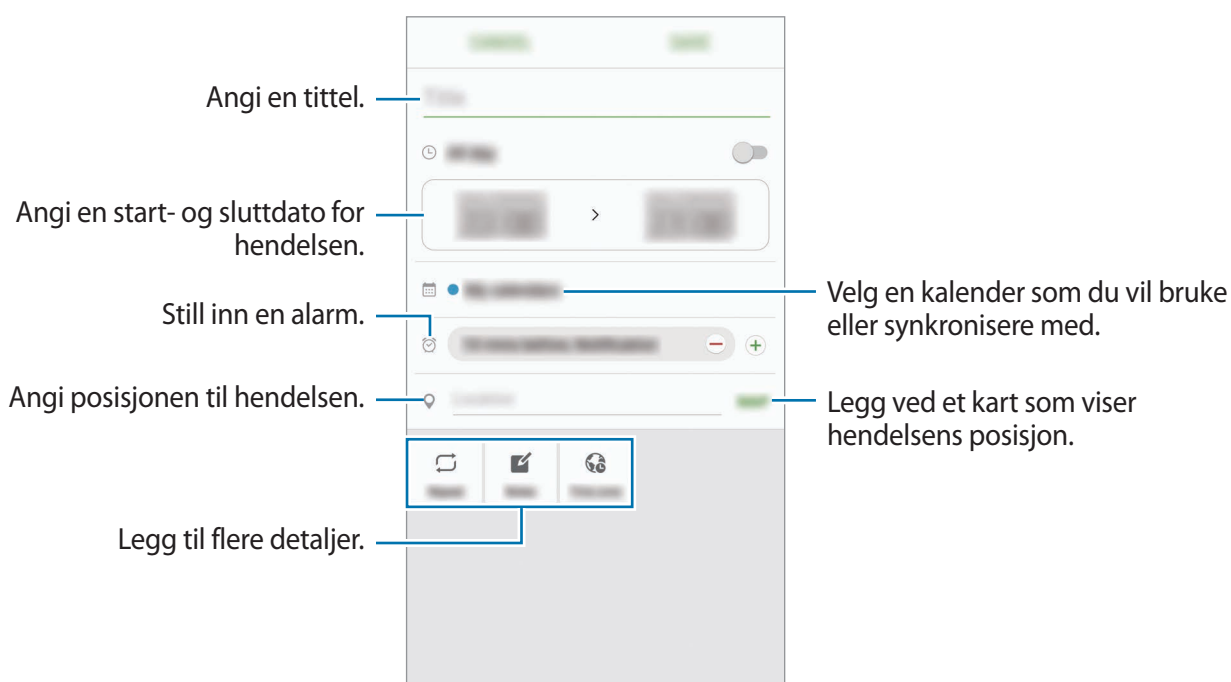 Angi en tittel.
Angi en start- og sluttdato for
hendelsen.
Still inn en alarm.
Angi posisjonen til hendelsen.
Legg til flere detaljer.
Velg en kalender som du vil bruke
eller synkronisere med.
Legg ved et kart som viser
hendelsens posisjon.